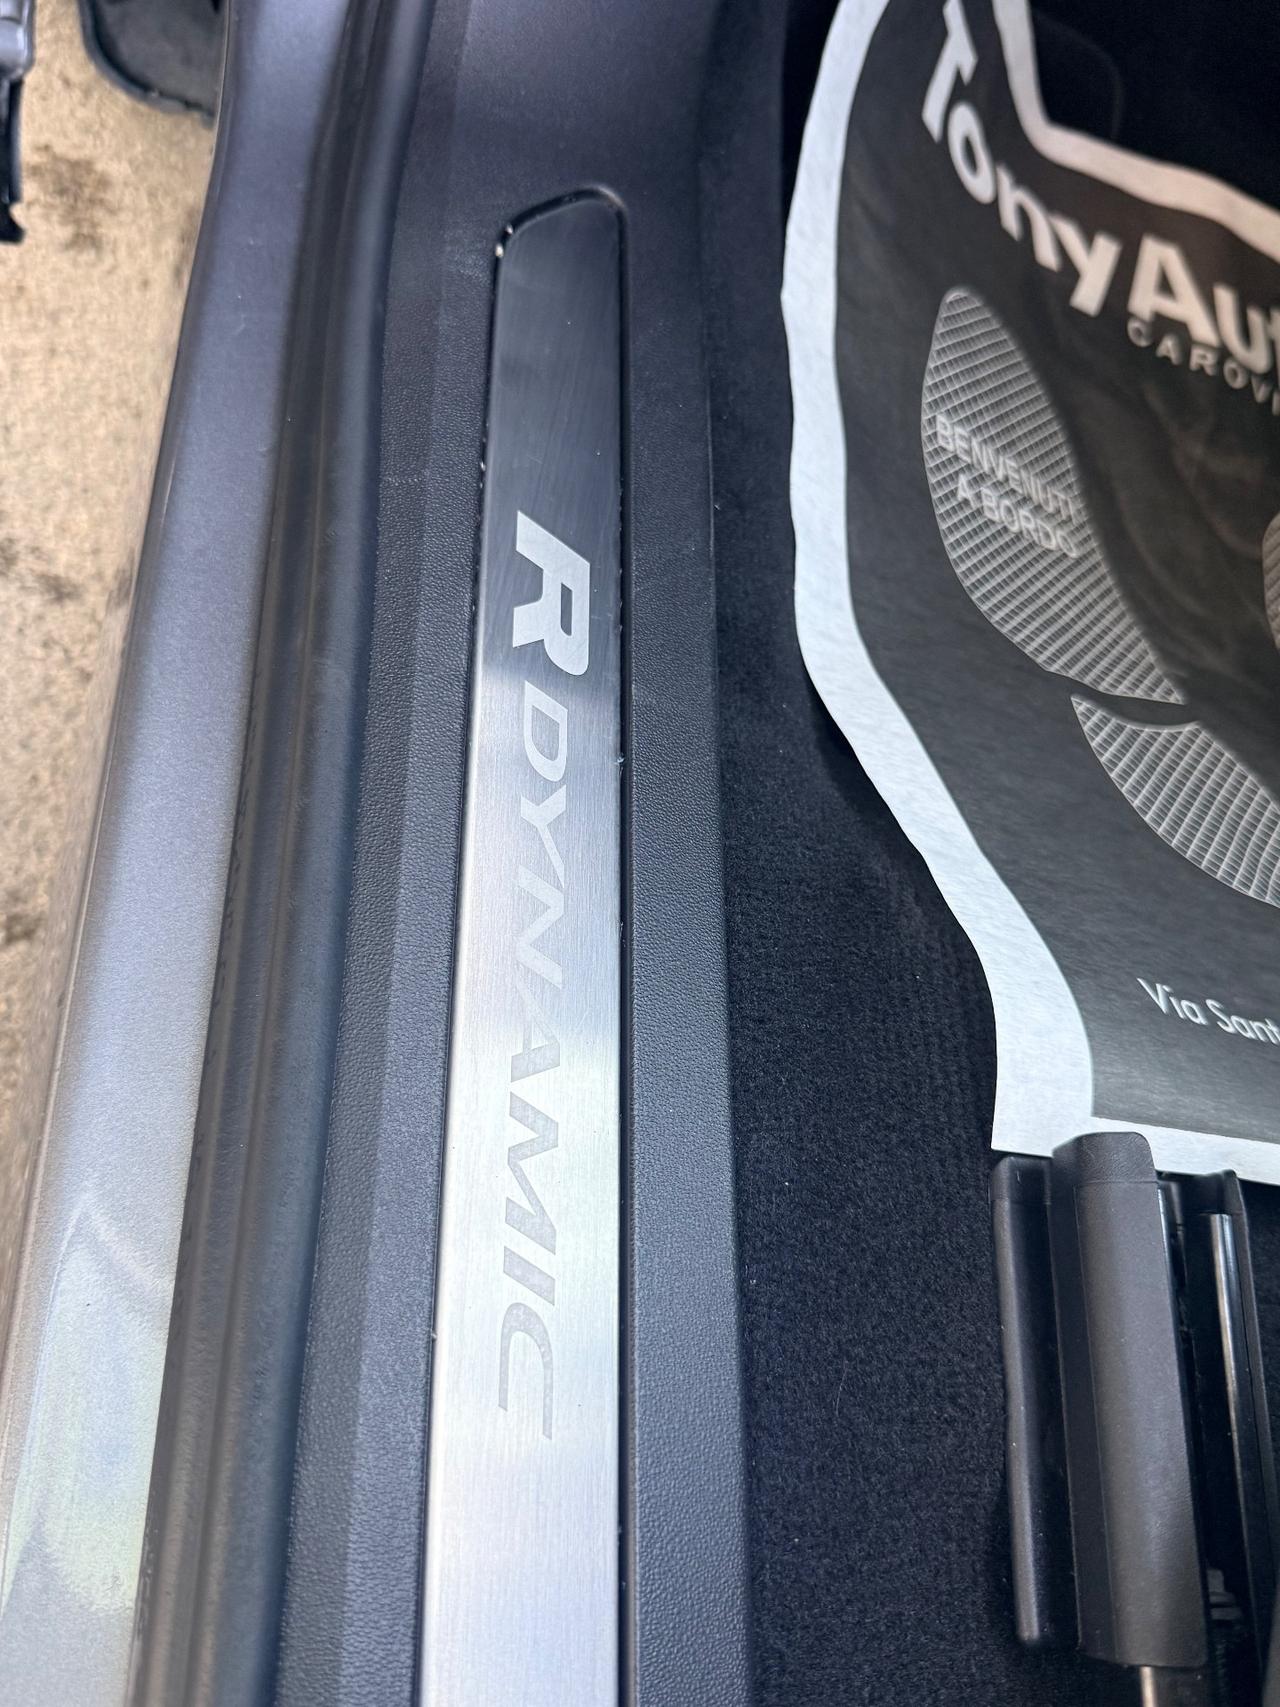 R DYNAMIC
TonyAut
CAROV
BENVENUTI
A BORDO
Via Sant